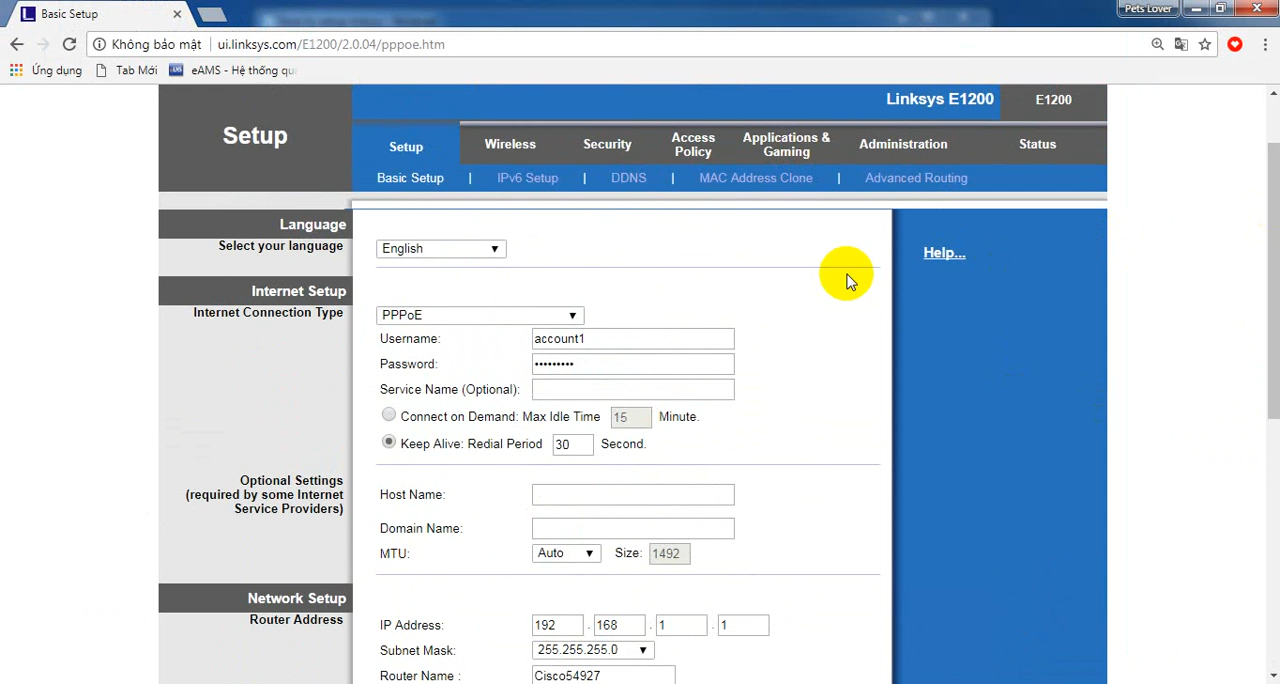 Basic Setup
Pets Lover
Không bảo mật ui.linksys.com/E1200/2.0.04/pppoe.htm
Ứng dụng Tab Mới eAMS - Hệ thống qu
Linksys E1200 E1200
Setup
Setup Wireless Security Access Policy Applications & Gaming Administration Status
Basic Setup | IPv6 Setup | DDNS | MAC Address Clone | Advanced Routing
Language
Select your language English
Help...
Internet Setup
Internet Connection Type PPPoE
Username: account1
Password: •••••••••
Service Name (Optional):
Connect on Demand: Max Idle Time 15 Minute.
Keep Alive: Redial Period 30 Second.
Optional Settings
(required by some Internet
Service Providers)
Host Name:
Domain Name:
MTU: Auto Size: 1492
Network Setup
Router Address
IP Address: 192 . 168 . 1 . 1
Subnet Mask: 255.255.255.0
Router Name : Cisco54927